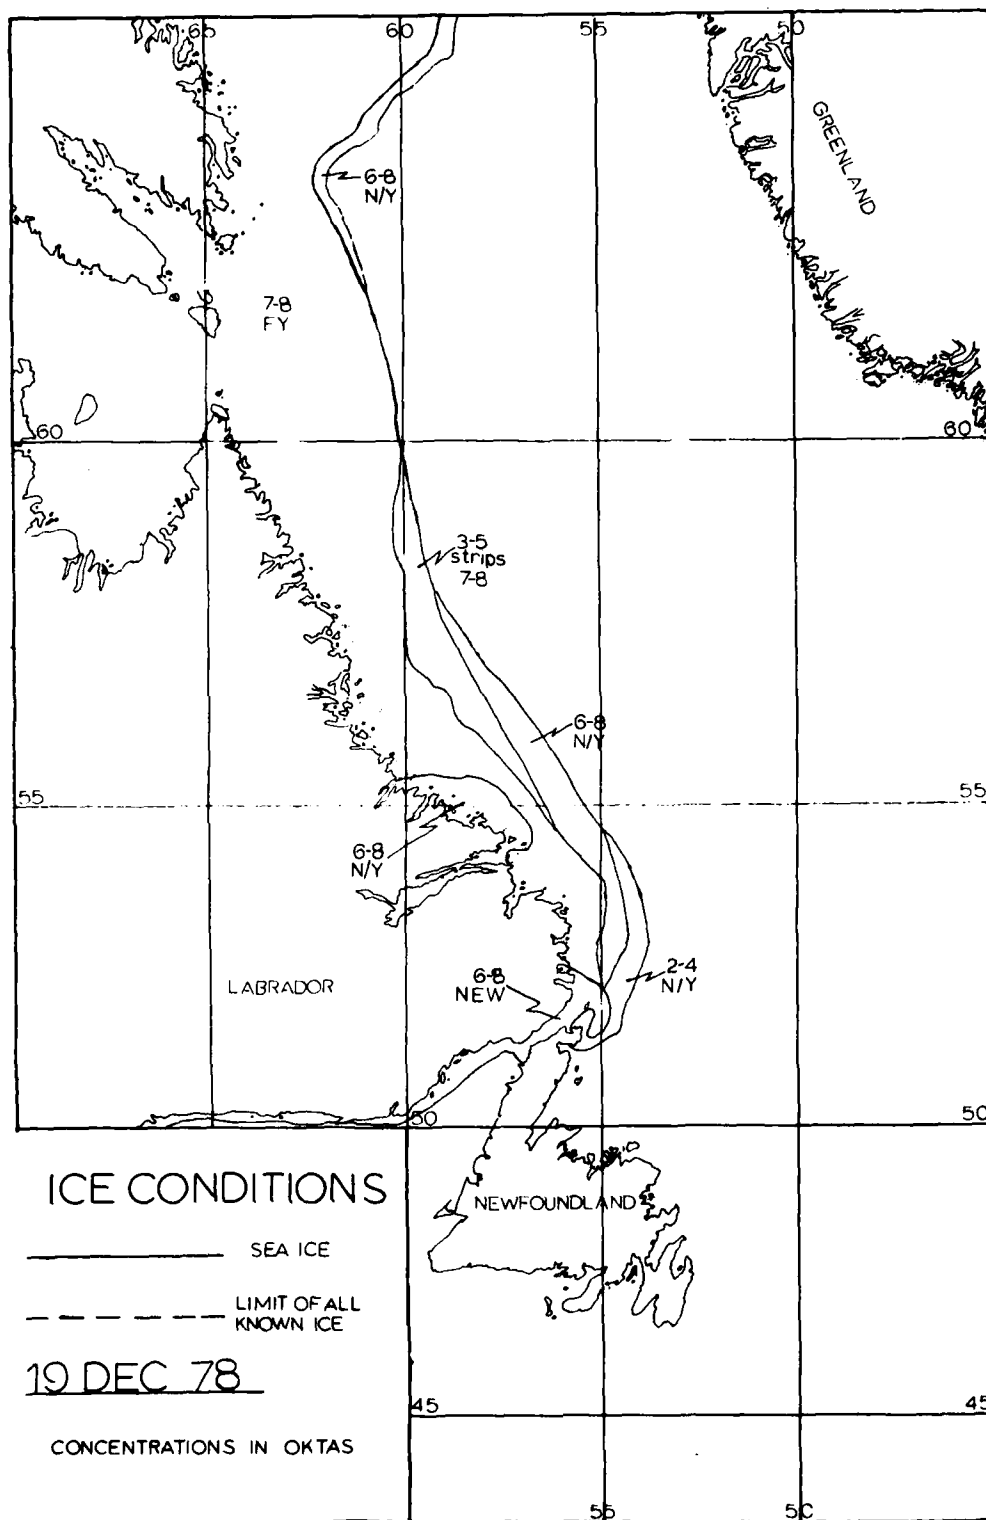 65
60
55
50
GREENLAND
6-8
N/Y
7-8
FY
60
60
3-5
strips
7-8
6-8
N/Y
55
55
6-8
N/Y
LABRADOR
6-8
NEW
2-4
N/Y
50
50
ICE CONDITIONS
NEWFOUNDLAND
SEA ICE
LIMIT OF ALL
KNOWN ICE
19 DEC 78
45
45
CONCENTRATIONS IN OKTAS
55
50